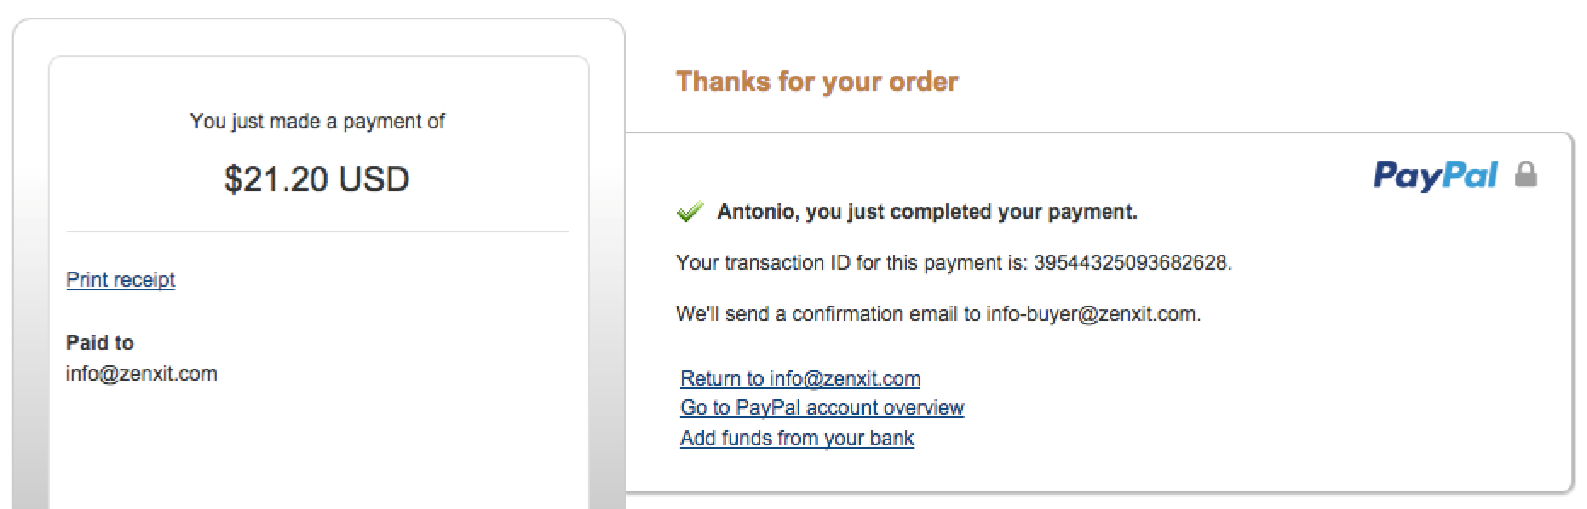 You just made a payment of
$21.20 USD
Print receipt
Paid to
info@zenxit.com
Thanks for your order
PayPal
Antonio, you just completed your payment.
Your transaction ID for this payment is: 39544325093682628.
We'll send a confirmation email to info-buyer@zenxit.com.
Return to info@zenxit.com
Go to PayPal account overview
Add funds from your bank